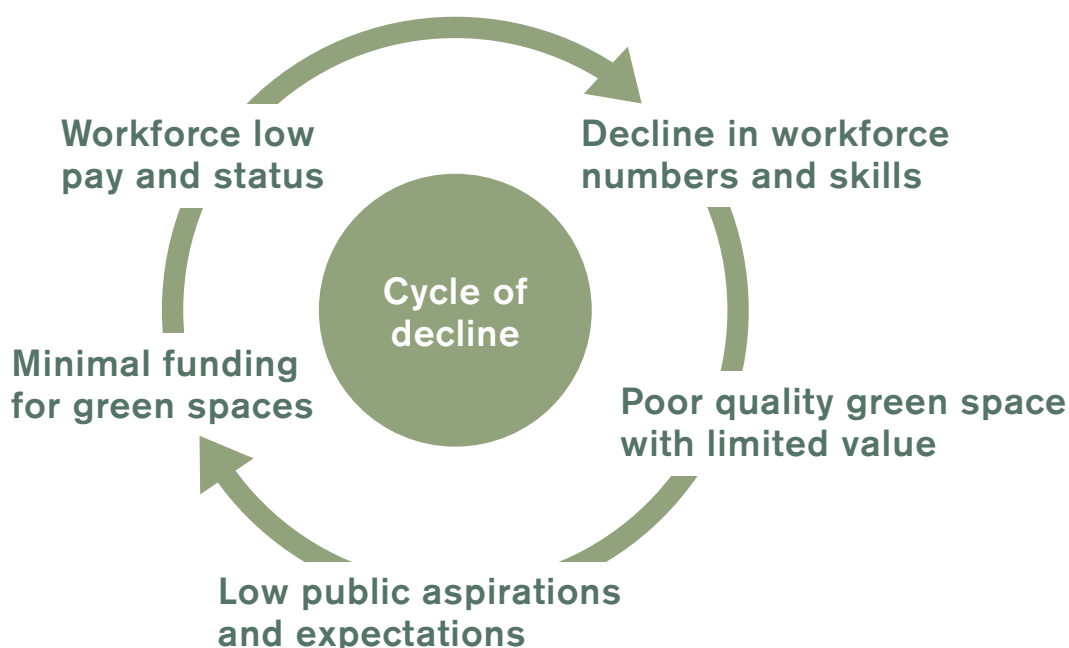 Workforce low
pay and status
Decline in workforce
numbers and skills
Cycle of
decline
Minimal funding
for green spaces
Poor quality green space
with limited value
Low public aspirations
and expectations